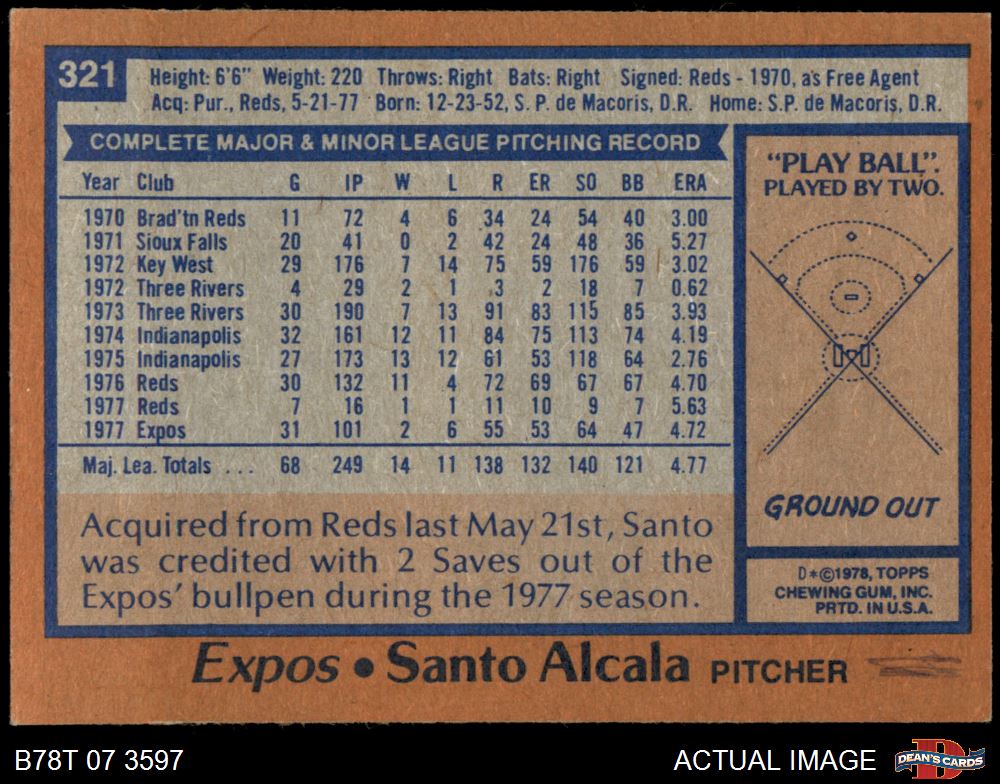 321
Height: 6'6" Weight: 220 Throws: Right Bats: Right Signed: Reds - 1970, as Free Agent
Acq: Pur., Reds, 5-21-77 Born: 12-23-52, S. P. de Macoris, D.R. Home: S.P. de Macoris, D.R.
COMPLETE MAJOR & MINOR LEAGUE PITCHING RECORD
Year Club G IP W L R ER SO BB ERA
1970 Brad'tn Reds 11 72 4 6 34 24 54 40 3.00
1971 Sioux Falls 20 41 0 2 42 24 48 36 5.27
1972 Key West 29 176 7 14 75 59 176 59 3.02
1972 Three Rivers 4 29 2 1 3 2 18 7 0.62
1973 Three Rivers 30 190 7 13 91 83 115 85 3.93
1974 Indianapolis 32 161 12 11 84 75 113 74 4.19
1975 Indianapolis 27 173 13 12 61 53 118 64 2.76
1976 Reds 30 132 11 4 72 69 67 67 4.70
1977 Reds 7 16 1 1 11 10 9 7 5.63
1977 Expos 31 101 2 6 55 53 64 47 4.72
Maj. Lea. Totals ... 68 249 14 11 138 132 140 121 4.77
Acquired from Reds last May 21st, Santo
was credited with 2 Saves out of the
Expos' bullpen during the 1977 season.
"PLAY BALL".
PLAYED BY TWO.
GROUND OUT
D*©1978, TOPPS
CHEWING GUM, INC.
PRTD. IN U.S.A.
Expos • Santo Alcala PITCHER
B78T 07 3597
ACTUAL IMAGE
DEAN'S CARDS